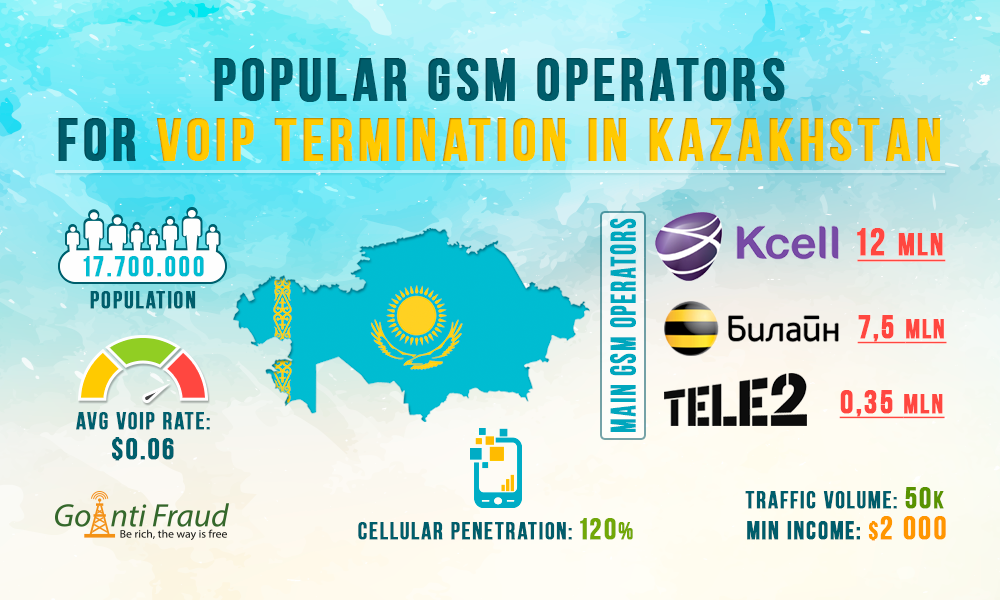 POPULAR GSM OPERATORS
FOR VOIP TERMINATION IN KAZAKHSTAN
17.700.000
POPULATION
AVG VOIP RATE:
$0.06
MAIN GSM OPERATORS
Kcell 12 MLN
Билайн 7,5 MLN
TELE2 0,35 MLN
CELLULAR PENETRATION: 120%
TRAFFIC VOLUME: 50K
MIN INCOME: $2 000
GoAnti Fraud
Be rich, the way is free